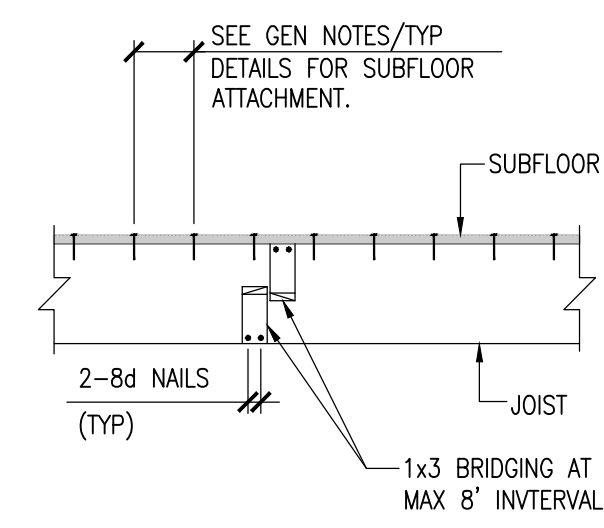 SEE GEN NOTES/TYP
DETAILS FOR SUBFLOOR
ATTACHMENT.
SUBFLOOR
2-8d NAILS
(TYP)
JOIST
1x3 BRIDGING AT
MAX 8' INVTERVAL